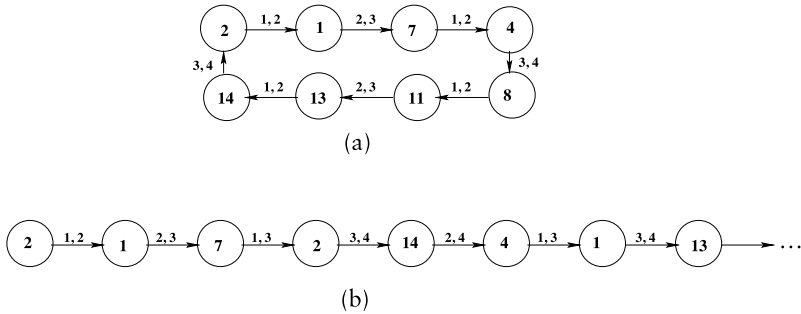 1, 2 2, 3 1, 2
2 1 7 4
3, 4 3, 4
1, 2 2, 3 1, 2
14 13 11 8
(a)
1, 2 2, 3 1, 3 3, 4 2, 4 1, 3 3, 4
2 1 7 2 14 4 1 13 ...
(b)